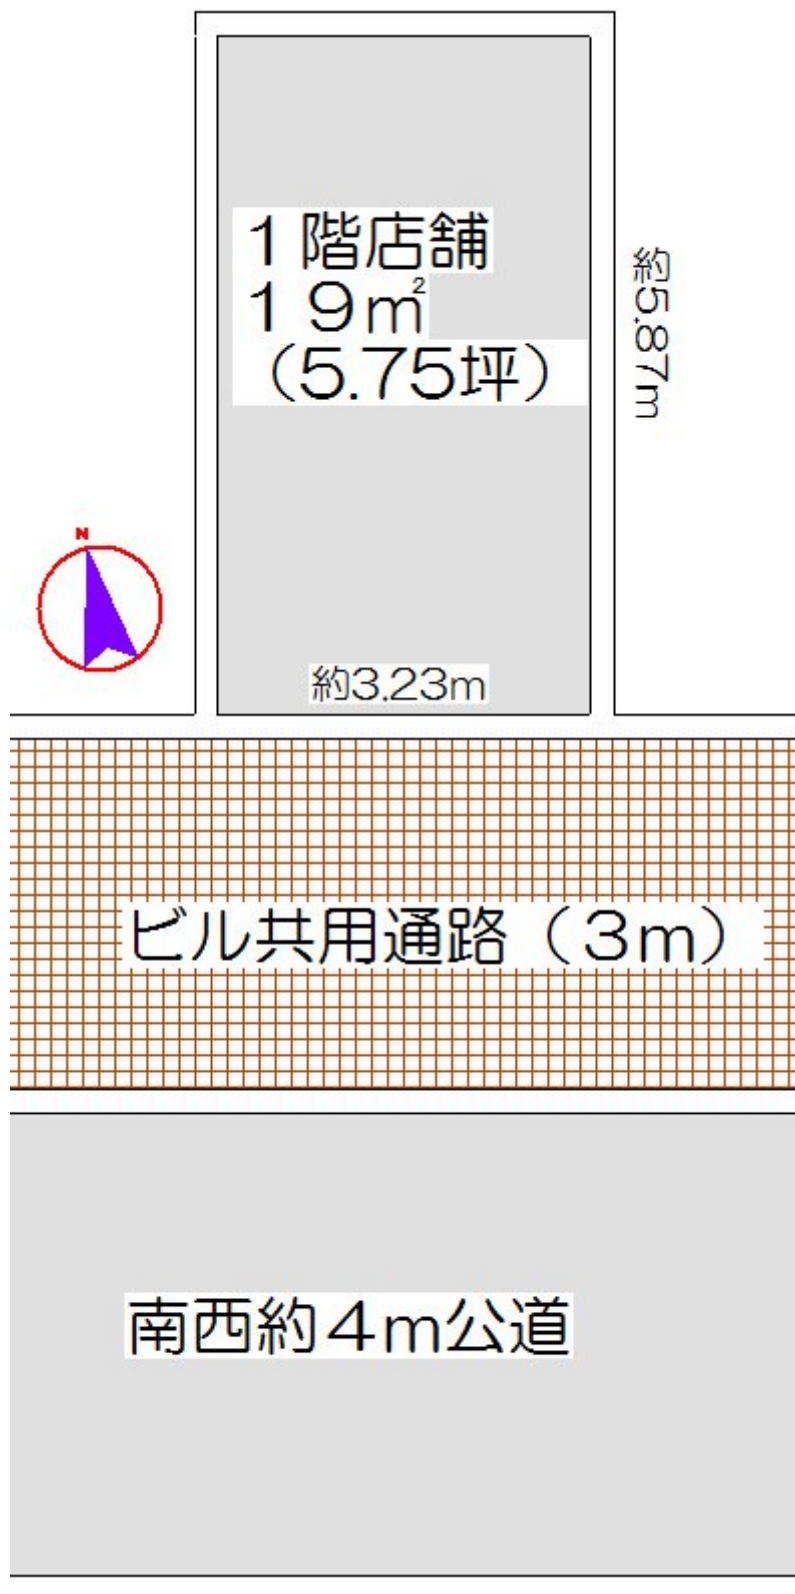 １階店舗
１９㎡
（5.75坪）
約5.87m
N
約3.23m
ビル共用通路（３ｍ）
南西約４ｍ公道